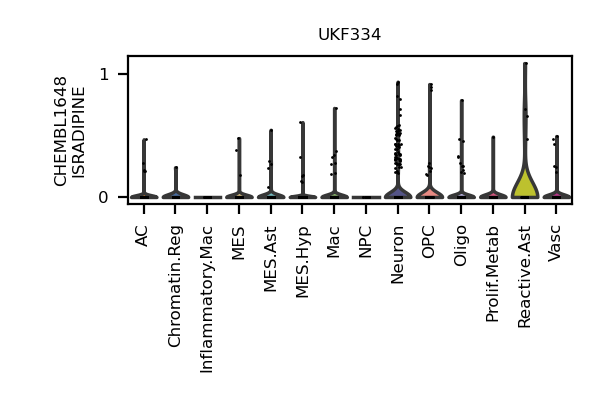 UKF334
CHEMBL1648
ISRADIPINE
1
0
AC
Chromatin.Reg
Inflammatory.Mac
MES
MES.Ast
MES.Hyp
Mac
NPC
Neuron
OPC
Oligo
Prolif.Metab
Reactive.Ast
Vasc